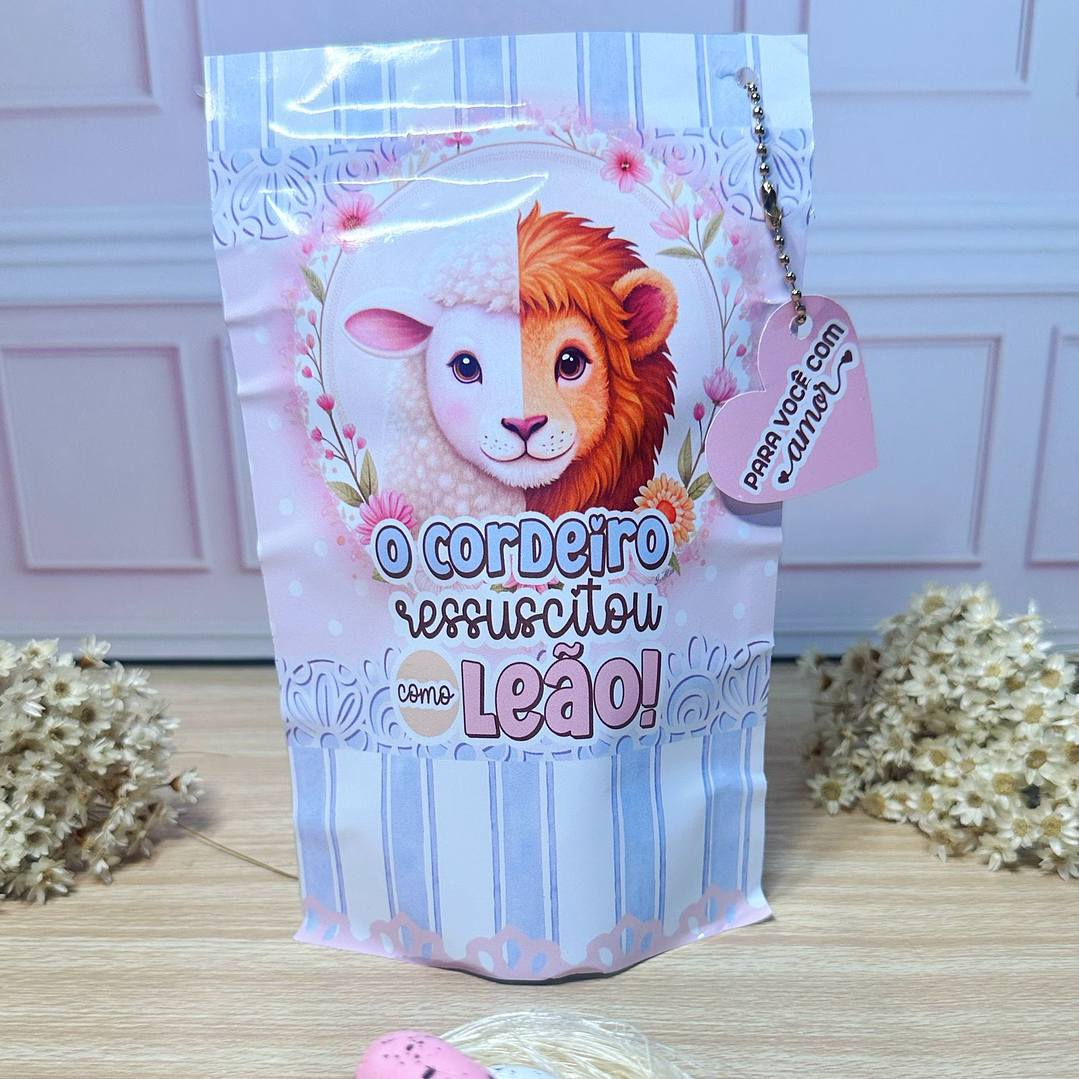 PARA VOCÊ COM
amor
O CORDEIRO
ressuscitou
como LEÃO!